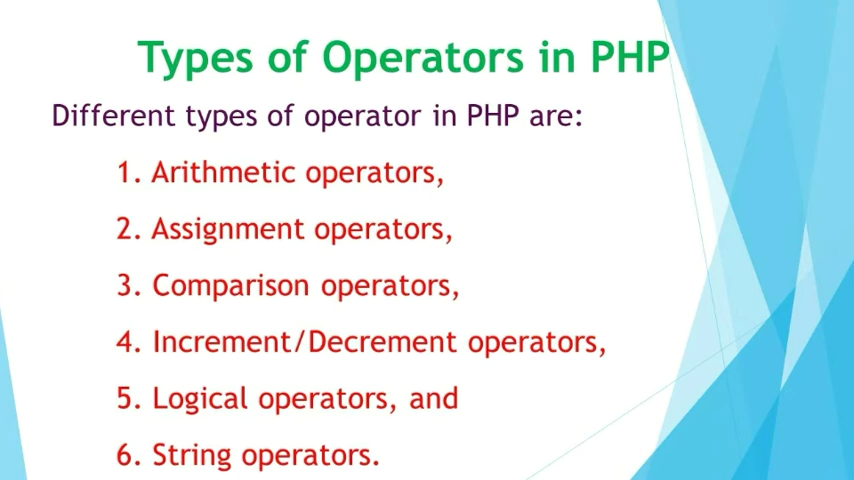 Types of Operators in PHP
Different types of operator in PHP are:
1. Arithmetic operators,
2. Assignment operators,
3. Comparison operators,
4. Increment/Decrement operators,
5. Logical operators, and
6. String operators.